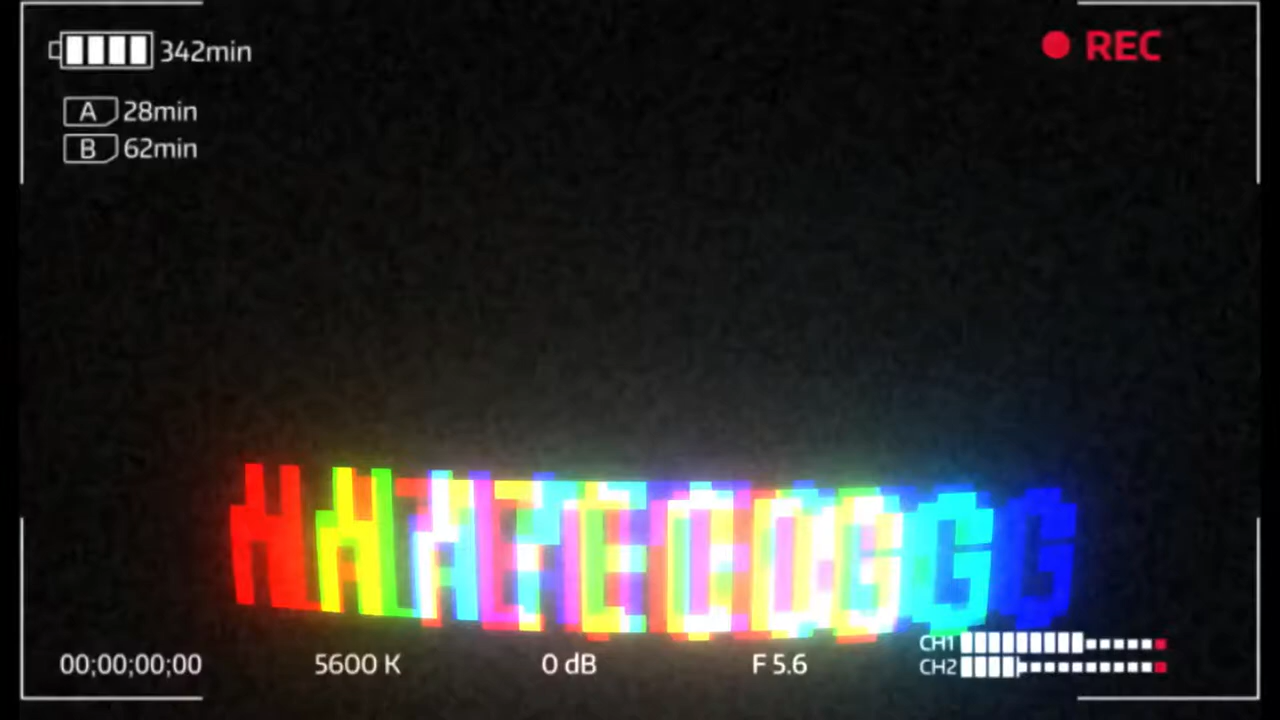 342min
REC
A 28min
B 62min
00;00;00;00
5600 K
0 dB
F 5.6
CH1
CH2